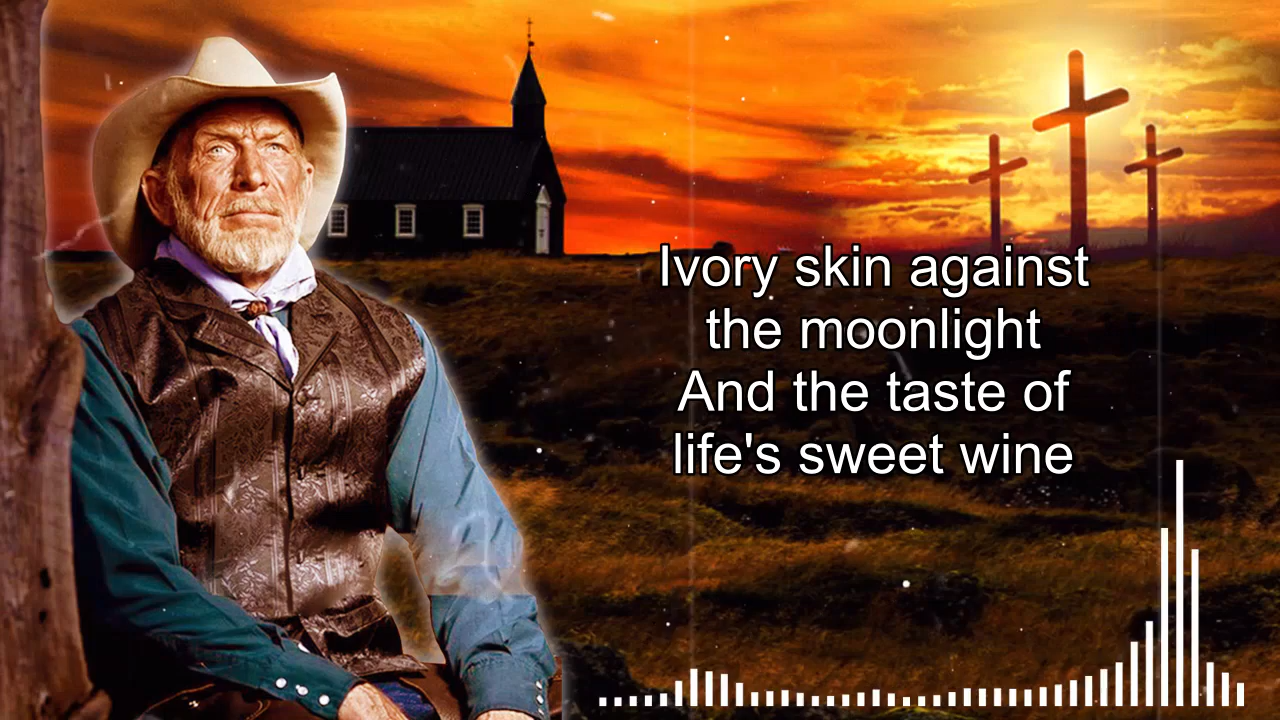 Ivory skin against
the moonlight
And the taste of
life's sweet wine